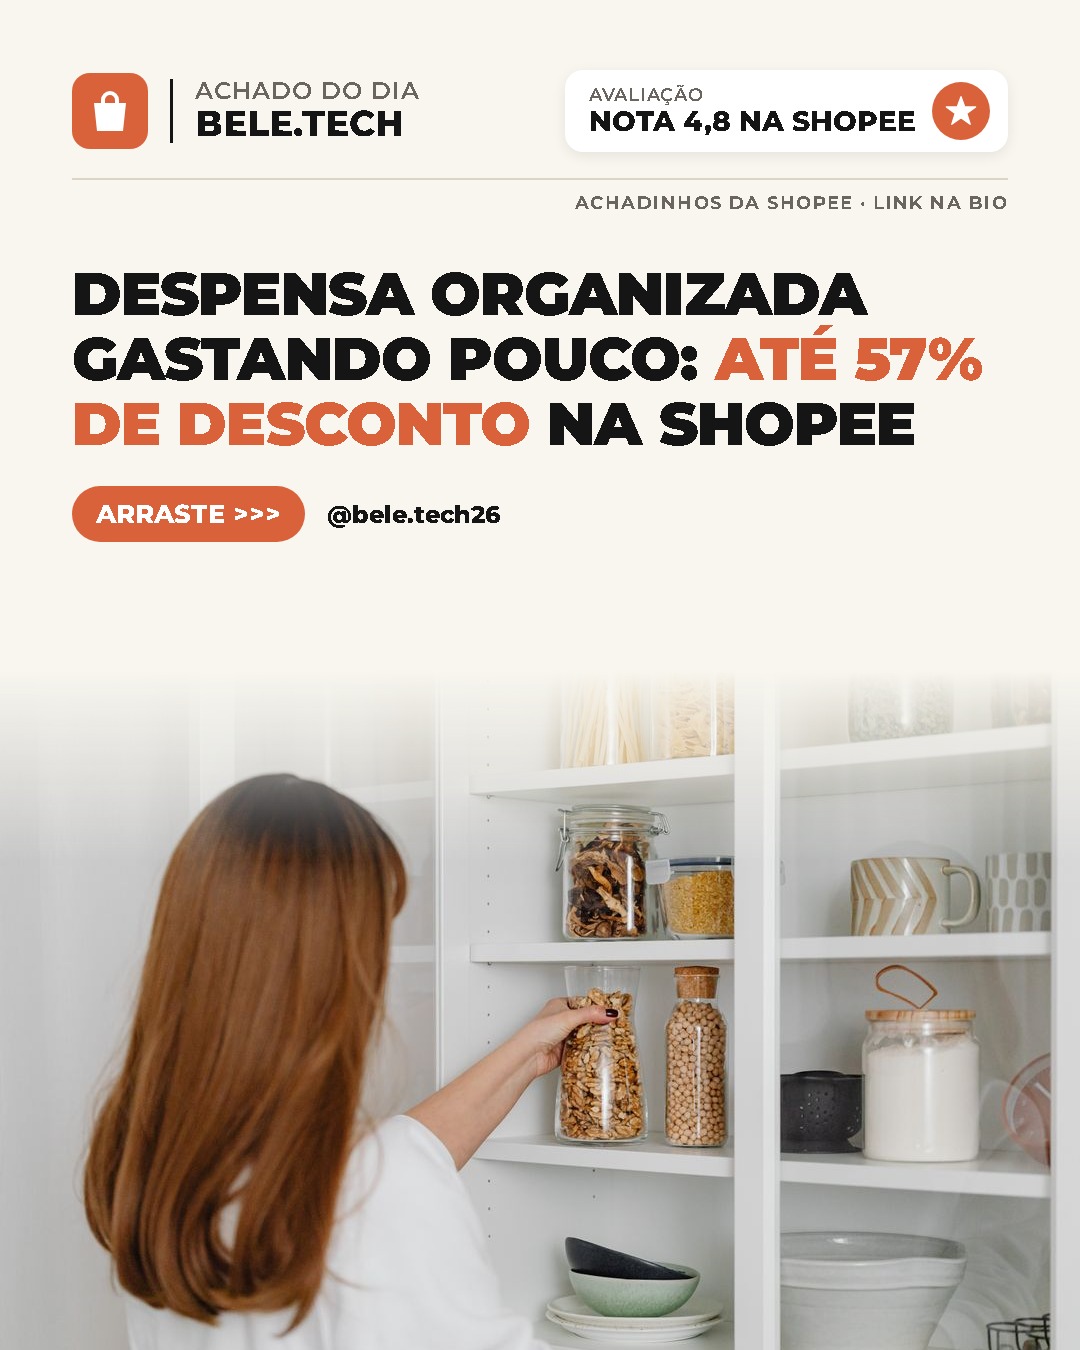 ACHADO DO DIA
BELE.TECH
AVALIAÇÃO
NOTA 4,8 NA SHOPEE
ACHADINHOS DA SHOPEE · LINK NA BIO
DESPENSA ORGANIZADA
GASTANDO POUCO: ATÉ 57%
DE DESCONTO NA SHOPEE
ARRASTE >>>
@bele.tech26